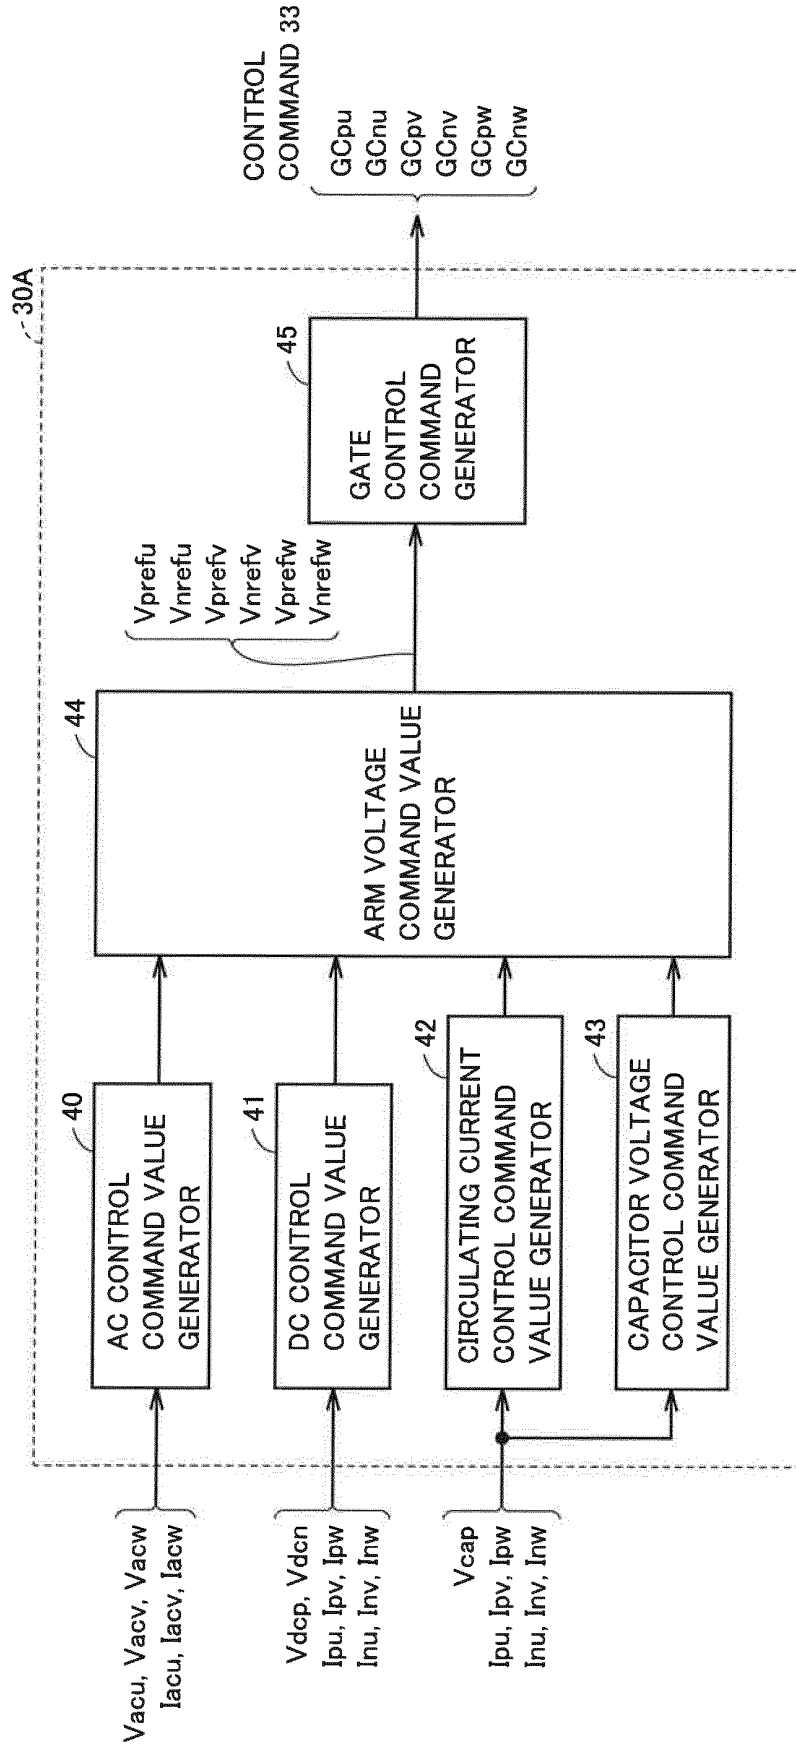 30A
Vacu, Vacv, Vacw
Iacu, Iacv, Iacw
40
AC CONTROL
COMMAND VALUE
GENERATOR
Vdcp, Vdcn
Ipu, Ipv, Ipw
Inu, Inv, Inw
41
DC CONTROL
COMMAND VALUE
GENERATOR
Vcap
Ipu, Ipv, Ipw
Inu, Inv, Inw
42
CIRCULATING CURRENT
CONTROL COMMAND
VALUE GENERATOR
43
CAPACITOR VOLTAGE
CONTROL COMMAND
VALUE GENERATOR
44
ARM VOLTAGE
COMMAND VALUE
GENERATOR
Vprefu
Vnrefu
Vprefv
Vnrefv
Vprefw
Vnrefw
45
GATE
CONTROL
COMMAND
GENERATOR
CONTROL
COMMAND 33
GCpu
GCnu
GCpv
GCnv
GCpw
GCnw